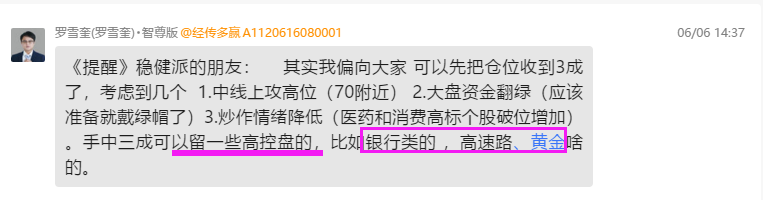 罗雪奎(罗雪奎)·智尊版 @经传多赢A1120616080001 06/06 14:37
《提醒》稳健派的朋友： 其实我偏向大家 可以先把仓位收到3成
了，考虑到几个 1.中线上攻高位（70附近） 2.大盘资金翻绿（应该
准备就戴绿帽了）3.炒作情绪降低（医药和消费高标个股破位增加）
。手中三成可以留一些高控盘的，比如银行类的 ，高速路、黄金啥
的。